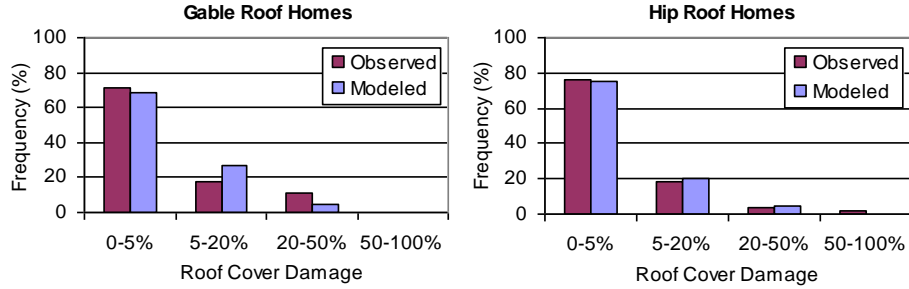 Gable Roof Homes
100
80
60
40
20
0
Frequency (%)
Observed
Modeled
0-5% 5-20% 20-50% 50-100%
Roof Cover Damage
Hip Roof Homes
100
80
60
40
20
0
Frequency (%)
Observed
Modeled
0-5% 5-20% 20-50% 50-100%
Roof Cover Damage